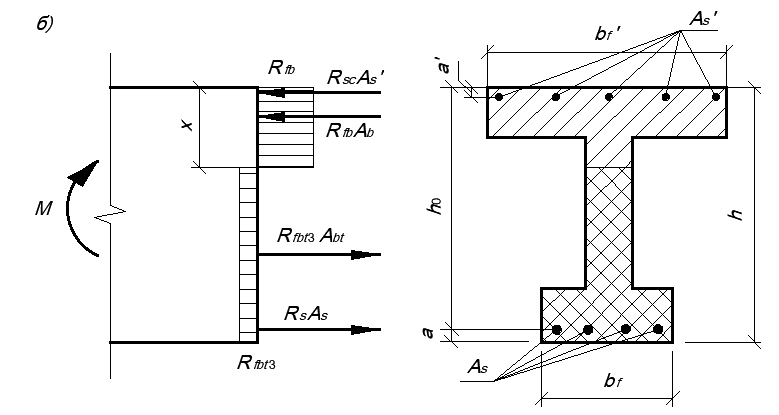 б)
Rfb
RscAs'
RfbAb
x
M
Rfbt3 Abt
RsAs
Rfbt3
As'
bf'
a'
h0
h
a
As
bf